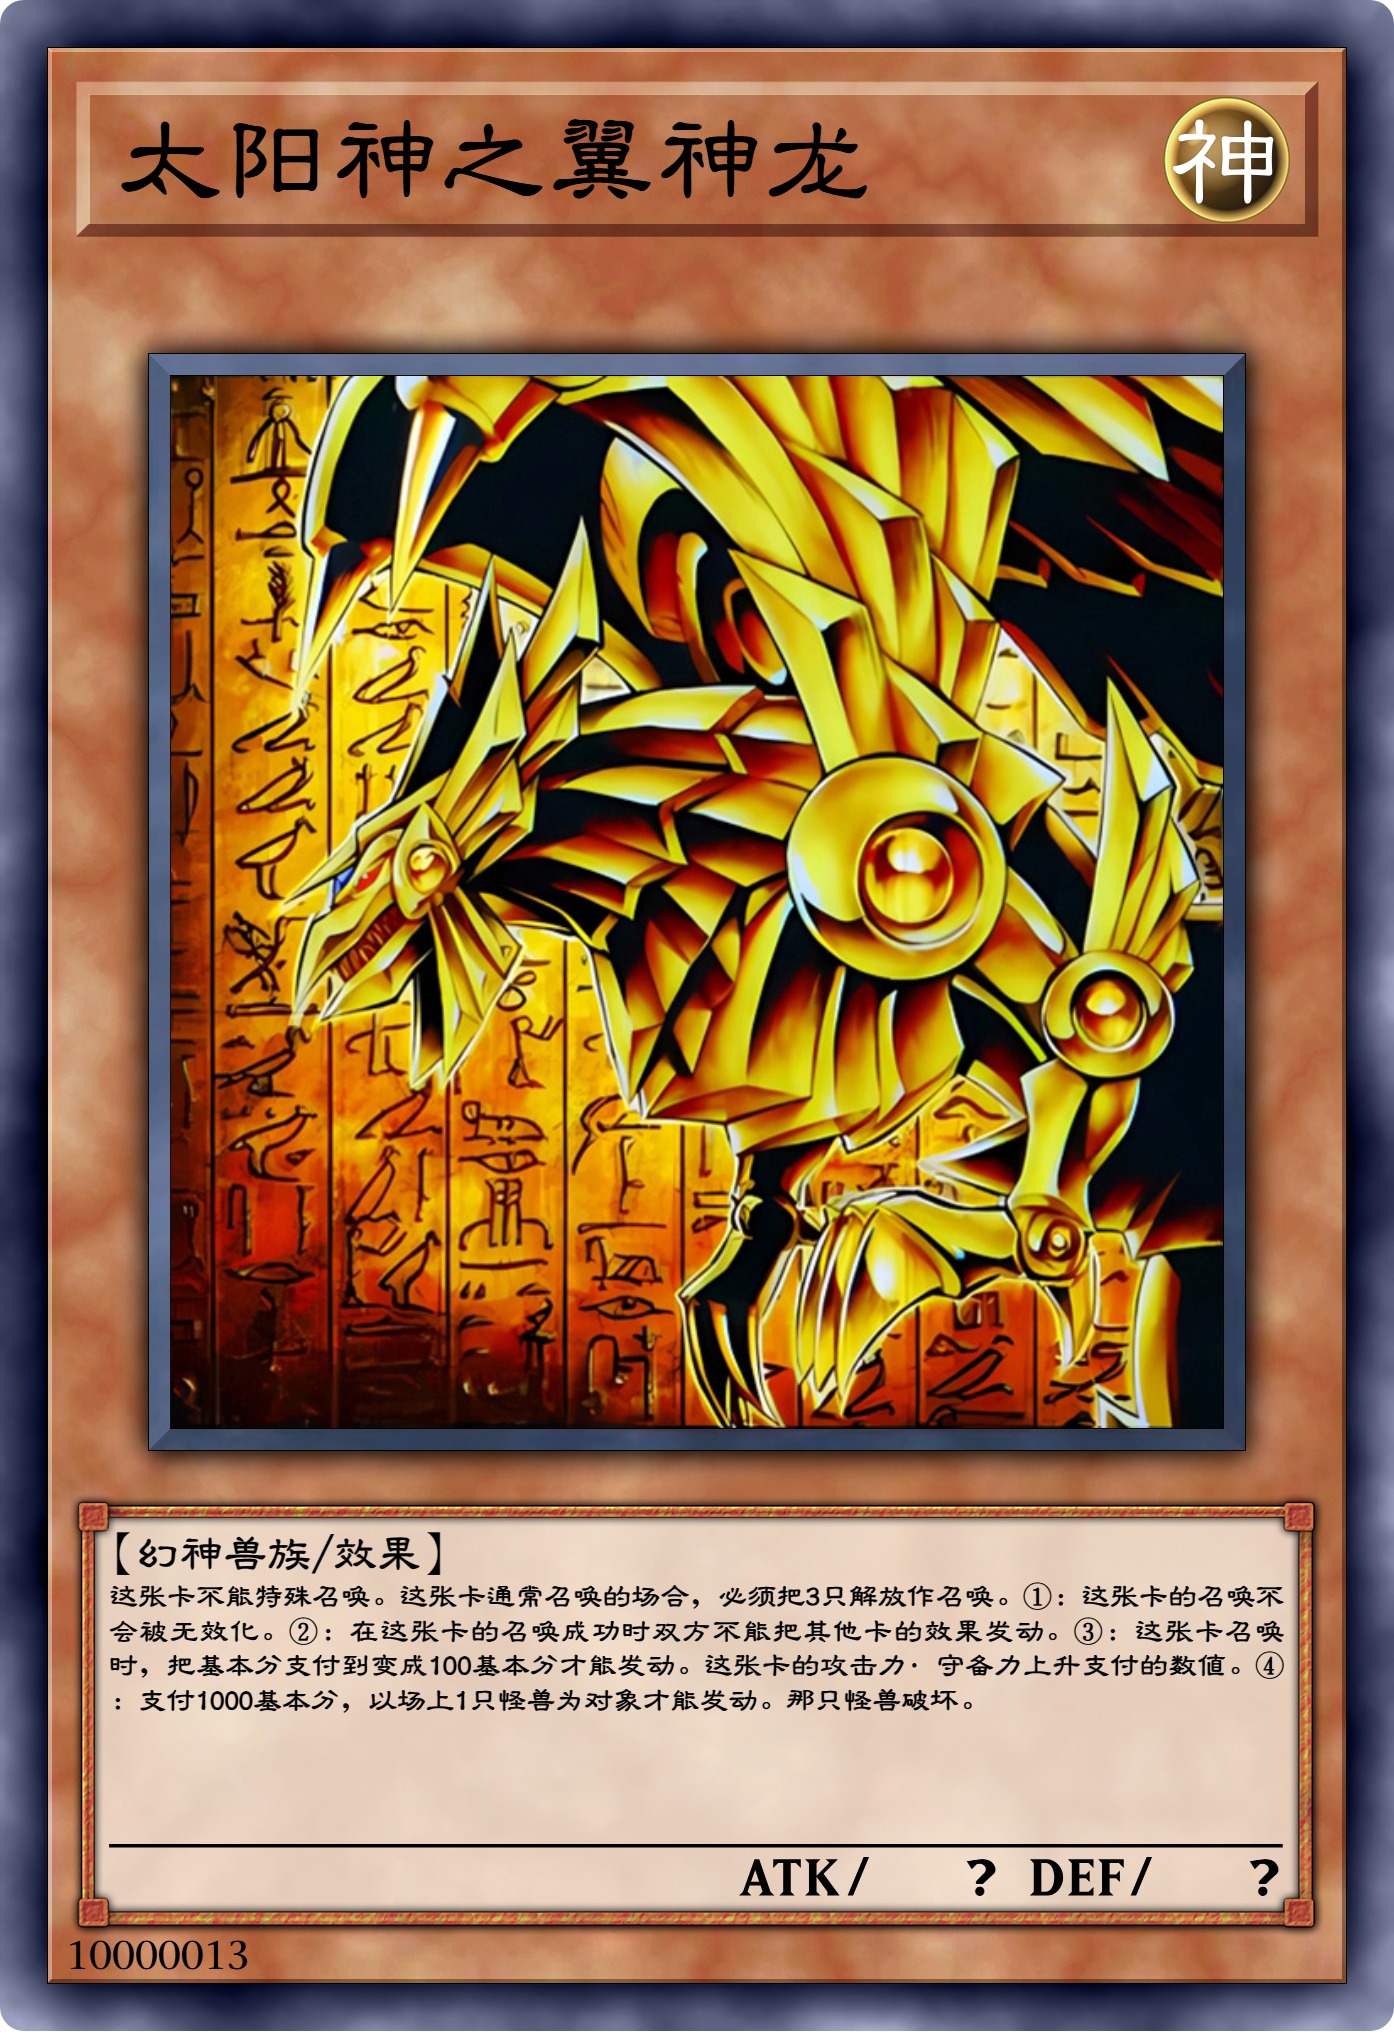 太阳神之翼神龙
神
【幻神兽族/效果】
这张卡不能特殊召唤。这张卡通常召唤的场合，必须把3只解放作召唤。①：这张卡的召唤不
会被无效化。②：在这张卡的召唤成功时双方不能把其他卡的效果发动。③：这张卡召唤
时，把基本分支付到变成100基本分才能发动。这张卡的攻击力·守备力上升支付的数值。④
：支付1000基本分，以场上1只怪兽为对象才能发动。那只怪兽破坏。
ATK/ ? DEF/ ?
10000013